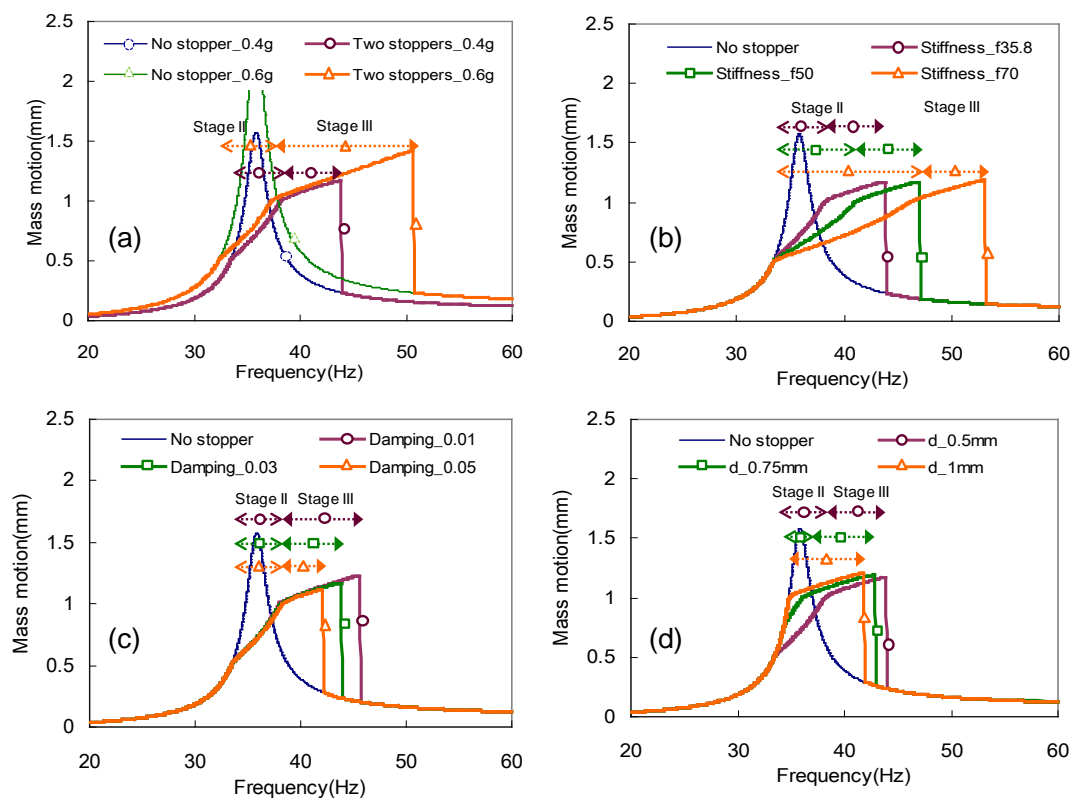 2.5
2
1.5
1
0.5
0
20 30 40 50 60
Mass motion(mm)
Frequency(Hz)
No stopper_0.4g Two stoppers_0.4g
No stopper_0.6g Two stoppers_0.6g
Stage II Stage III
(a)
2.5
2
1.5
1
0.5
0
20 30 40 50 60
Mass motion(mm)
Frequency(Hz)
No stopper Stiffness_f35.8
Stiffness_f50 Stiffness_f70
Stage II Stage III
(b)
2.5
2
1.5
1
0.5
0
20 30 40 50 60
Mass motion(mm)
Frequency(Hz)
No stopper Damping_0.01
Damping_0.03 Damping_0.05
Stage II Stage III
(c)
2.5
2
1.5
1
0.5
0
20 30 40 50 60
Mass motion(mm)
Frequency(Hz)
No stopper d_0.5mm
d_0.75mm d_1mm
Stage II Stage III
(d)